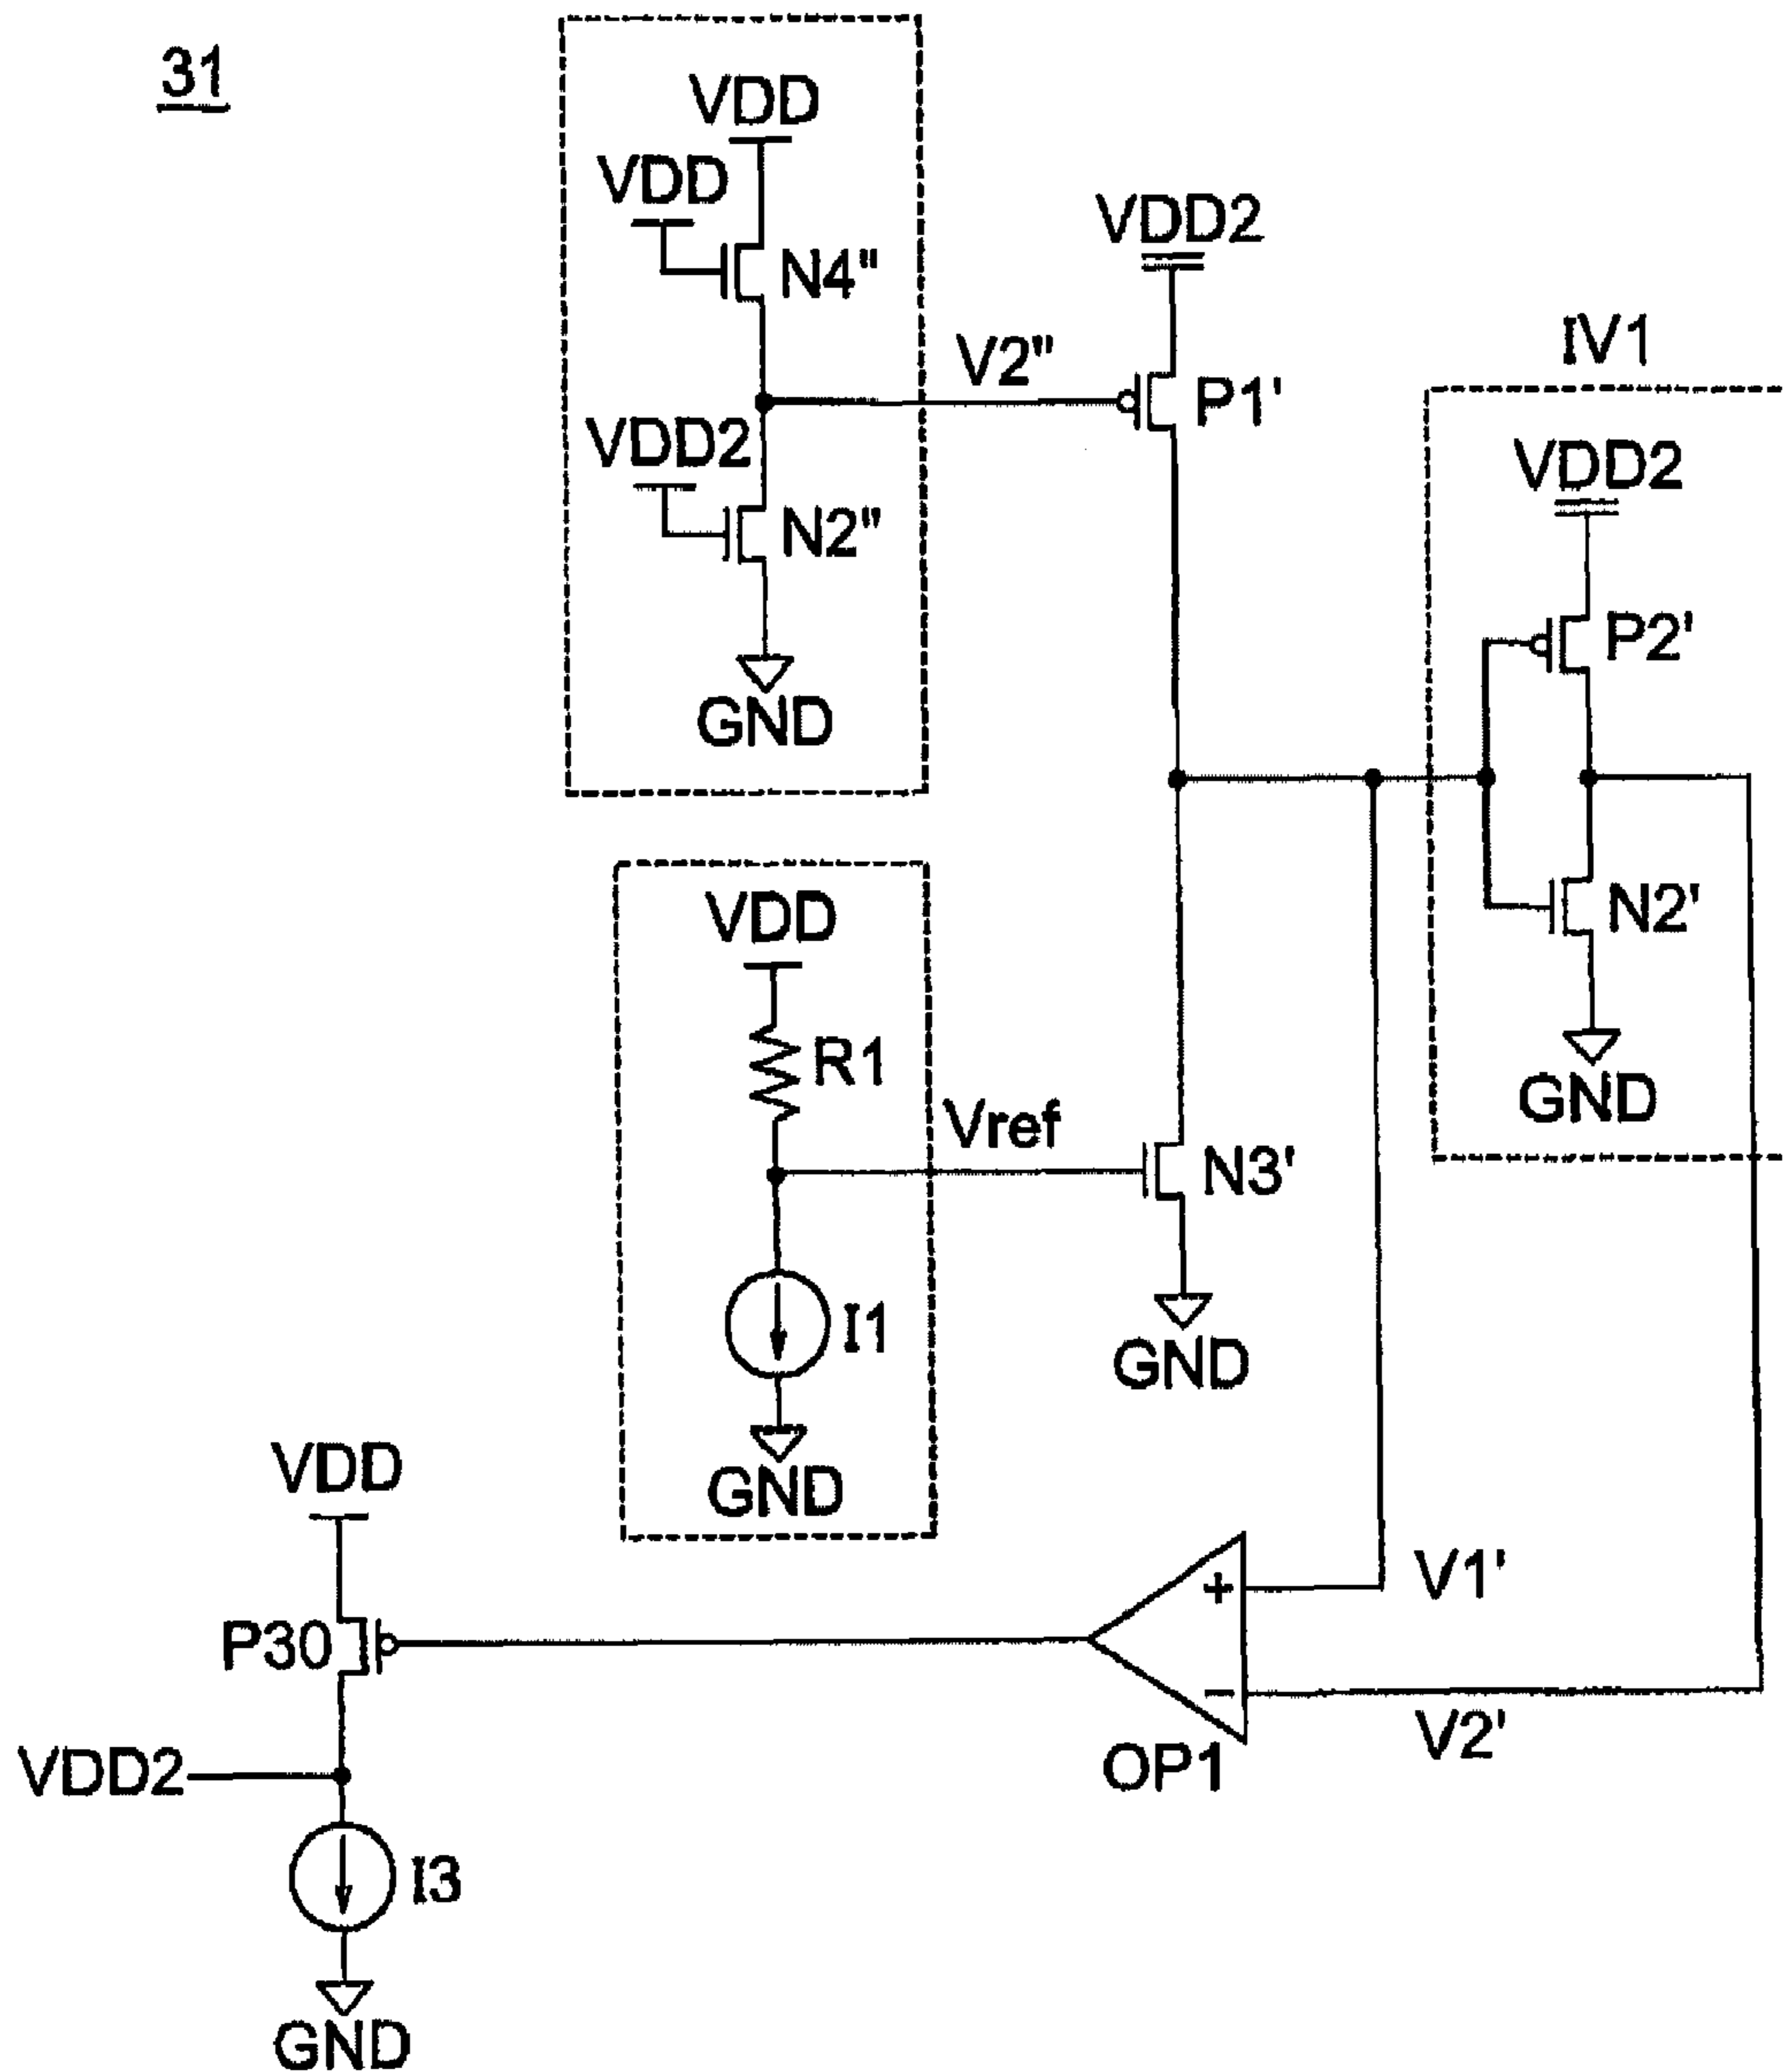 31
VDD
VDD
N4"
VDD2
V2"
P1'
IV1
VDD2
N2"
VDD2
P2'
GND
VDD
N2'
R1
Vref
N3'
GND
I1
GND
VDD
GND
V1'
P30
+
−
V2'
OP1
VDD2
I3
GND